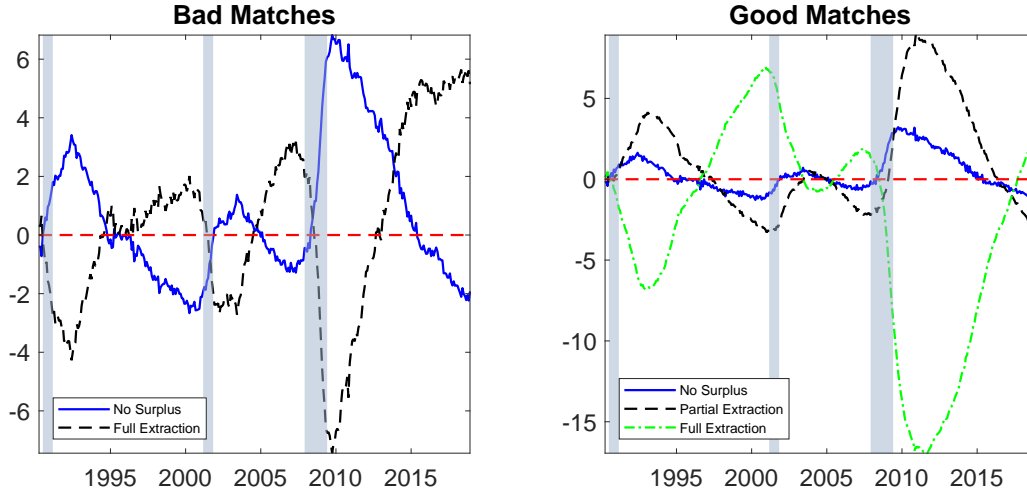 Bad Matches
6
4
2
0
-2
-4
-6
No Surplus
Full Extraction
1995 2000 2005 2010 2015
Good Matches
5
0
-5
-10
-15
No Surplus
Partial Extraction
Full Extraction
1995 2000 2005 2010 2015